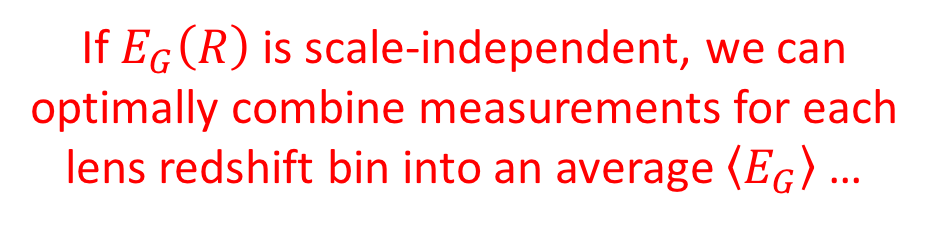 If E_G(R) is scale-independent, we can
optimally combine measurements for each
lens redshift bin into an average ⟨E_G⟩ ...